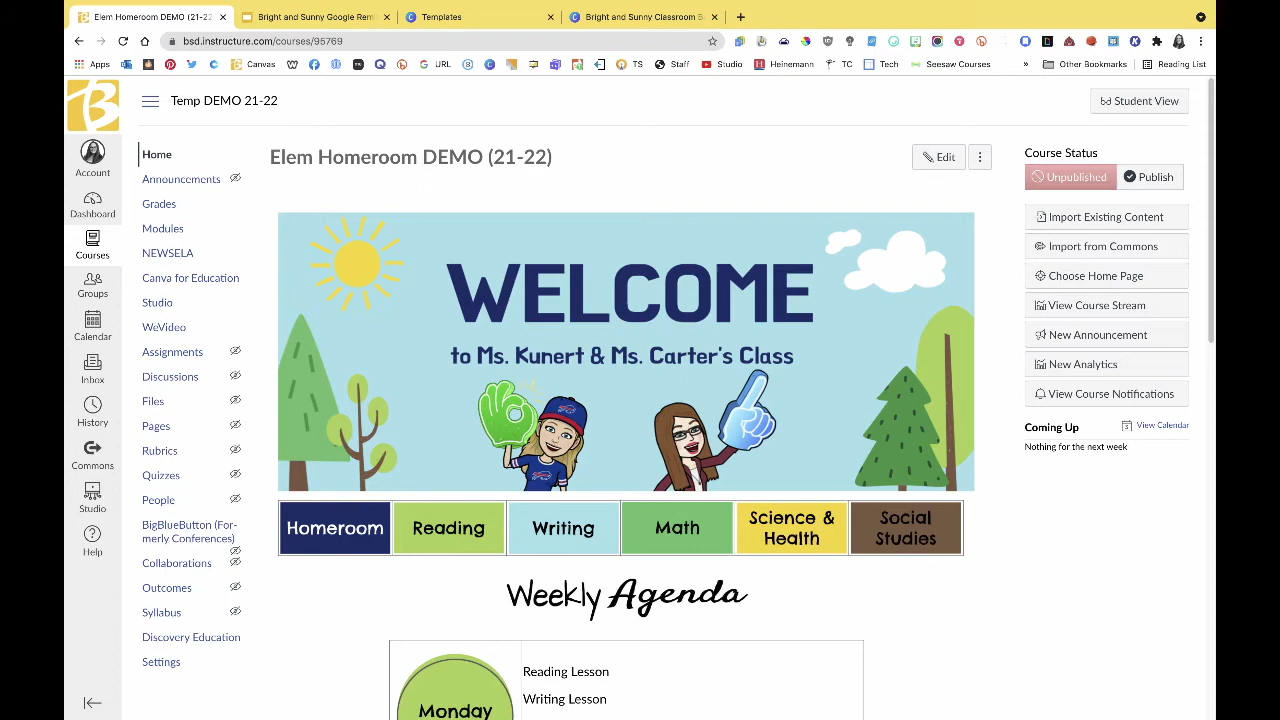 Elem Homeroom DEMO (21-22)
Bright and Sunny Google Remi
Templates
Bright and Sunny Classroom B
bsd.instructure.com/courses/95769
Apps
Canvas
URL
TS
Staff
Studio
Heinemann
TC
Tech
Seesaw Courses
»
Other Bookmarks
Reading List
B
Temp DEMO 21-22
Student View
Account
Dashboard
Courses
Groups
Calendar
Inbox
History
Commons
Studio
Help
Home
Announcements
Grades
Modules
NEWSELA
Canva for Education
Studio
WeVideo
Assignments
Discussions
Files
Pages
Rubrics
Quizzes
People
BigBlueButton (For-
merly Conferences)
Collaborations
Outcomes
Syllabus
Discovery Education
Settings
Elem Homeroom DEMO (21-22)
Edit
WELCOME
to Ms. Kunert & Ms. Carter's Class
Homeroom
Reading
Writing
Math
Science &
Health
Social
Studies
Weekly Agenda
Monday
Reading Lesson
Writing Lesson
Course Status
Unpublished
Publish
Import Existing Content
Import from Commons
Choose Home Page
View Course Stream
New Announcement
New Analytics
View Course Notifications
Coming Up
View Calendar
Nothing for the next week